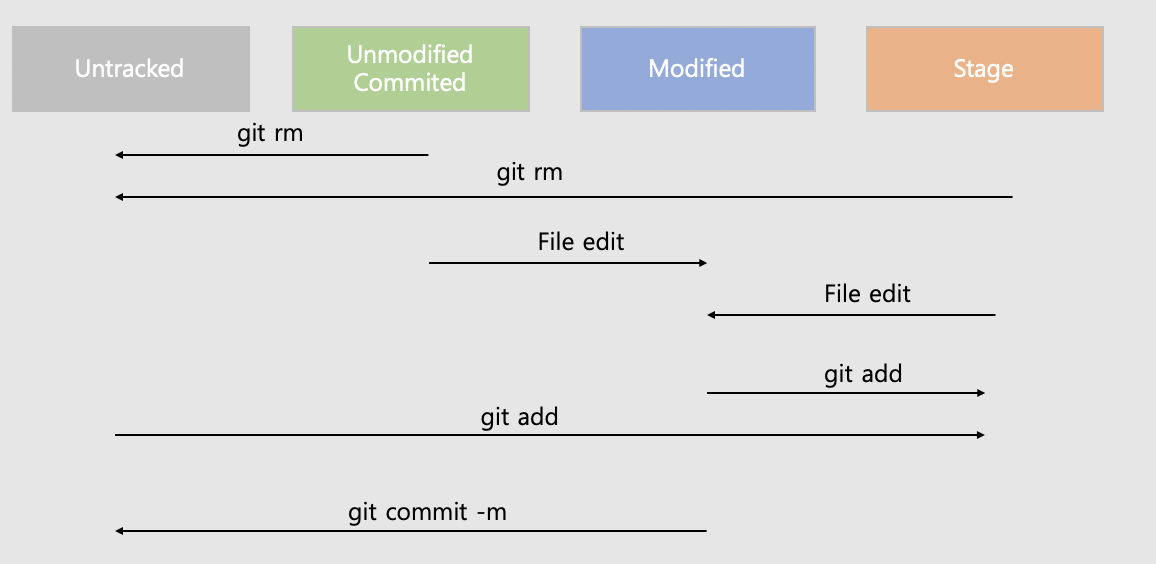 Untracked
Unmodified
Commited
Modified
Stage
git rm
git rm
File edit
File edit
git add
git add
git commit -m